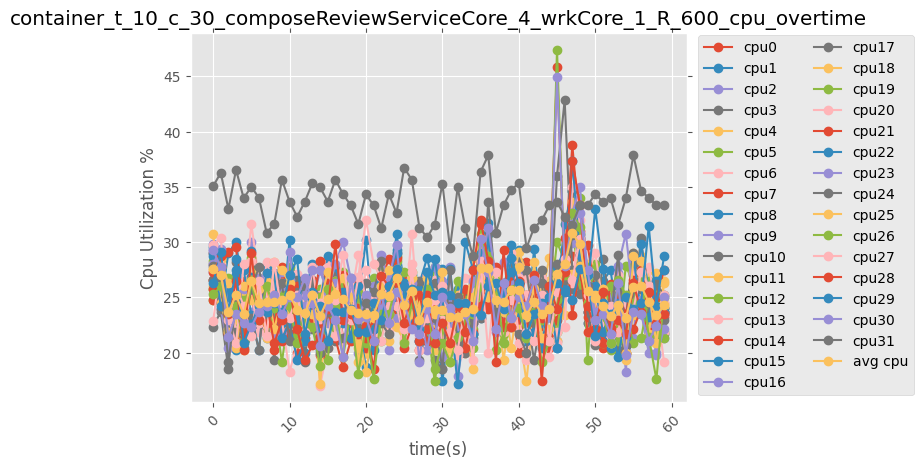 container_t_10_c_30_composeReviewServiceCore_4_wrkCore_1_R_600_cpu_overtime
Cpu Utilization %
45
40
35
30
25
20
0
10
20
30
40
50
60
time(s)
cpu0
cpu1
cpu2
cpu3
cpu4
cpu5
cpu6
cpu7
cpu8
cpu9
cpu10
cpu11
cpu12
cpu13
cpu14
cpu15
cpu16
cpu17
cpu18
cpu19
cpu20
cpu21
cpu22
cpu23
cpu24
cpu25
cpu26
cpu27
cpu28
cpu29
cpu30
cpu31
avg cpu